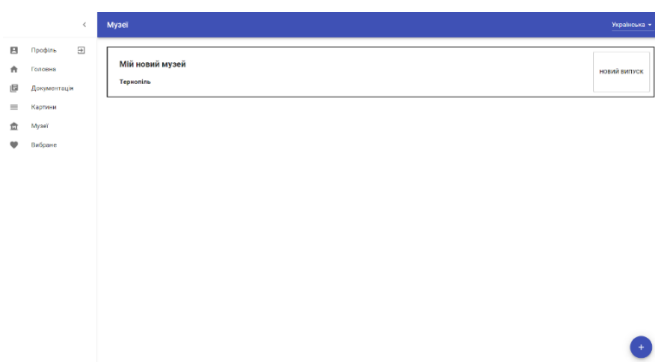 Музеї
Українська
Профіль
Головна
Документація
Картини
Музеї
Вибране
Мій новий музей
Тернопіль
НОВИЙ ВИПУСК